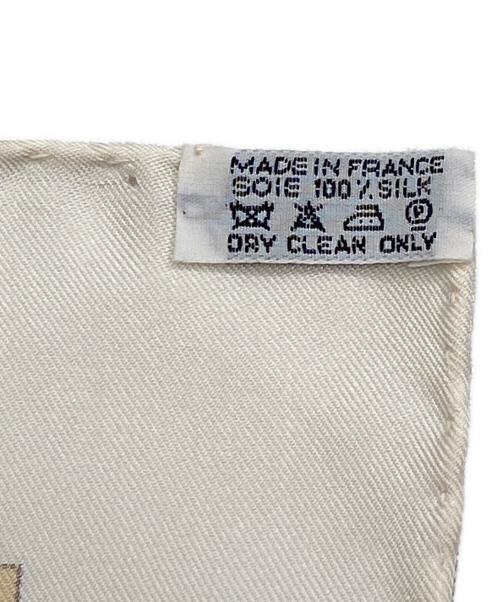 MADE IN FRANCE
SOIE 100% SILK
P
DRY CLEAN ONLY